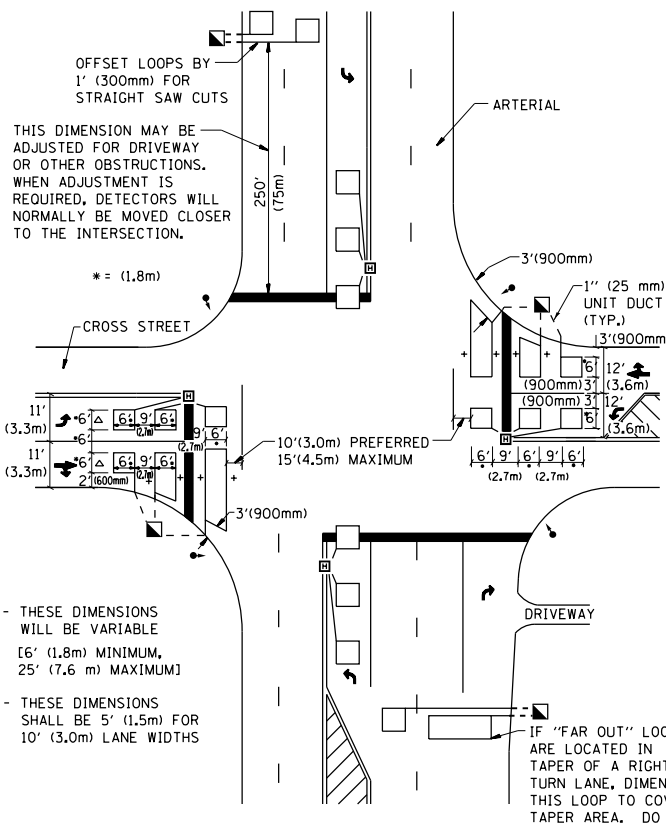 OFFSET LOOPS BY
1' (300mm) FOR
STRAIGHT SAW CUTS
THIS DIMENSION MAY BE
ADJUSTED FOR DRIVEWAY
OR OTHER OBSTRUCTIONS.
WHEN ADJUSTMENT IS
REQUIRED, DETECTORS WILL
NORMALLY BE MOVED CLOSER
TO THE INTERSECTION.
* = (1.8m)
250'
(75m)
H
ARTERIAL
3'(900mm)
1" (25 mm)
UNIT DUCT
(TYP.)
3'(900mm
CROSS STREET
*6' 12'
(3.6m)
(900mm) 3'
(900mm) 3'
*6' 12'
(3.6m)
H
6' 9' 6' 9' 6'
(2.7m) (2.7m)
10'(3.0m) PREFERRED
15'(4.5m) MAXIMUM
H
11'
(3.3m)
*6' 6' 9' 6'
(2.7m)
*6'
9' 6'
(2.7m)
11'
(3.3m)
*6' 6' 9' 6'
(2.7m)
2' (600mm)
3'(900mm)
H
- THESE DIMENSIONS
WILL BE VARIABLE
[6' (1.8m) MINIMUM,
25' (7.6 m) MAXIMUM]
- THESE DIMENSIONS
SHALL BE 5' (1.5m) FOR
10' (3.0m) LANE WIDTHS
DRIVEWAY
IF "FAR OUT" LOO
ARE LOCATED IN
TAPER OF A RIGHT
TURN LANE, DIMEN
THIS LOOP TO COV
TAPER AREA. DO